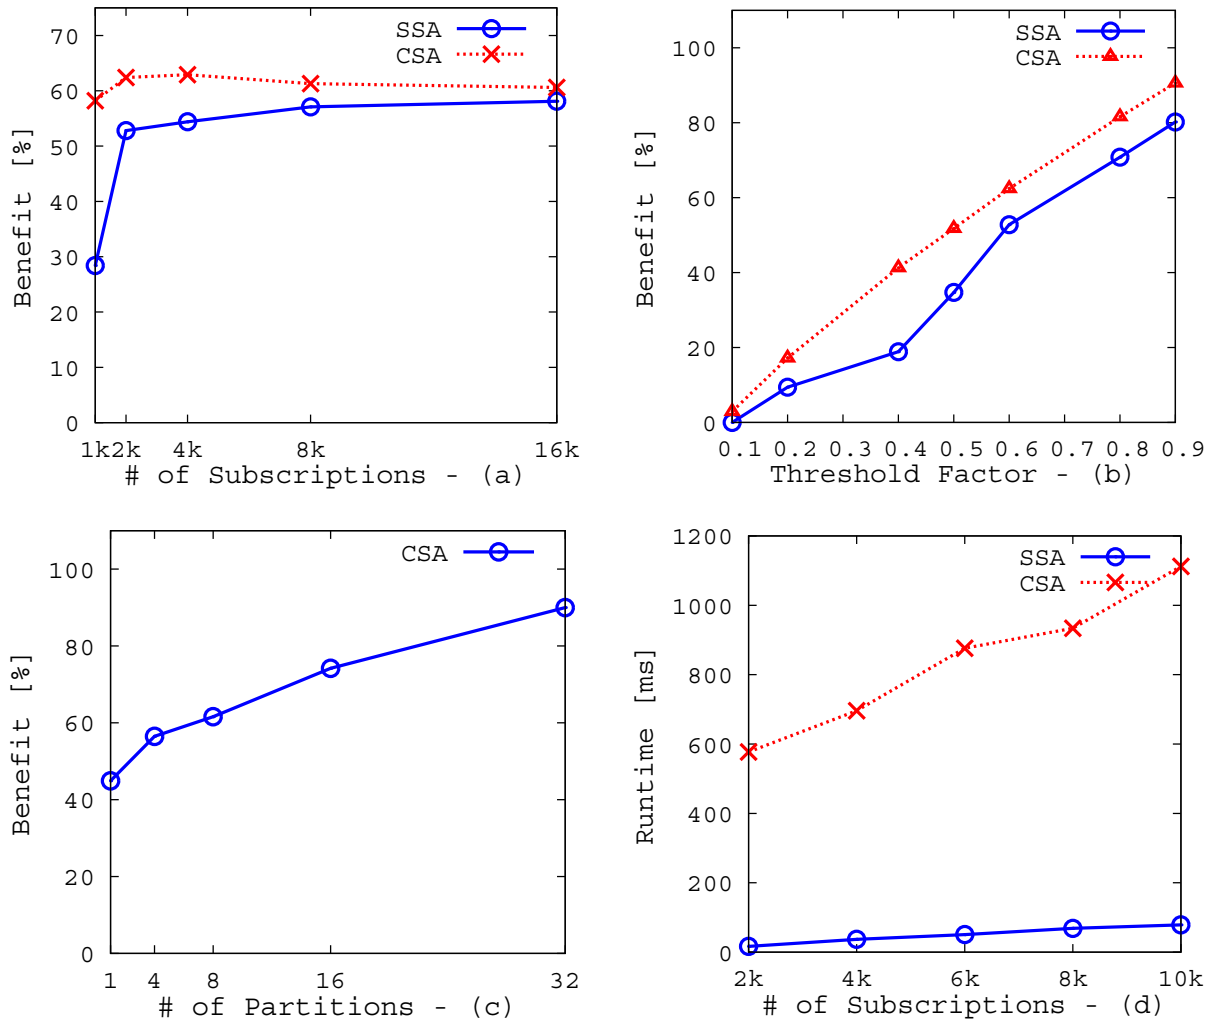 SSA
CSA
70
60
50
40
30
20
10
0
Benefit [%]
1k 2k 4k 8k 16k
# of Subscriptions - (a)
SSA
CSA
100
80
60
40
20
0
Benefit [%]
0.1 0.2 0.3 0.4 0.5 0.6 0.7 0.8 0.9
Threshold Factor - (b)
CSA
100
80
60
40
20
0
Benefit [%]
1 4 8 16 32
# of Partitions - (c)
SSA
CSA
1200
1000
800
600
400
200
0
Runtime [ms]
2k 4k 6k 8k 10k
# of Subscriptions - (d)